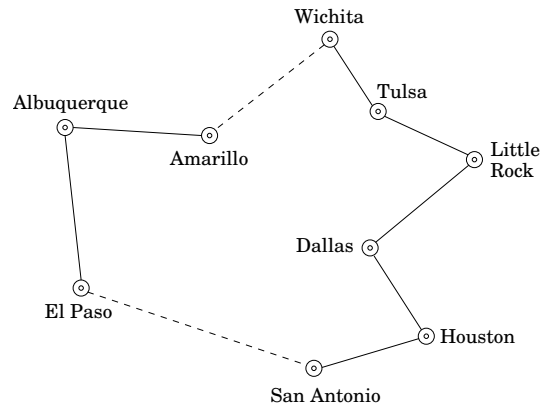 Wichita
Tulsa
Albuquerque
Amarillo
Little
Rock
Dallas
El Paso
Houston
San Antonio